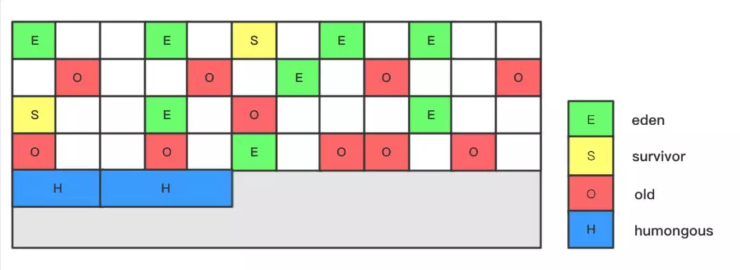 E E S E E
O O E O O
S E O E
O O E O O O
H H
E eden
S survivor
O old
H humongous